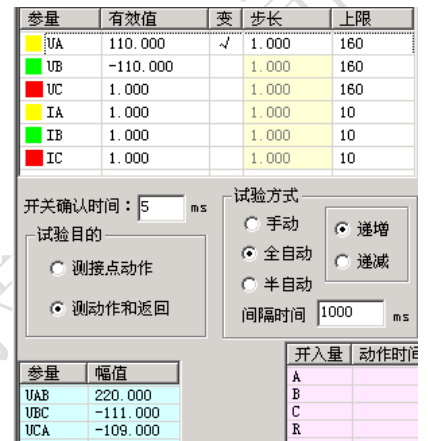 参量 有效值 变 步长 上限
UA 110.000 √ 1.000 160
UB -110.000 1.000 160
UC 1.000 1.000 160
IA 1.000 1.000 10
IB 1.000 1.000 10
IC 1.000 1.000 10
开关确认时间：5 ms
试验目的
测接点动作
测动作和返回
试验方式
手动
全自动
半自动
递增
递减
间隔时间 1000 ms
参量 幅值
UAB 220.000
UBC -111.000
UCA -109.000
开入量 动作时间
A
B
C
R